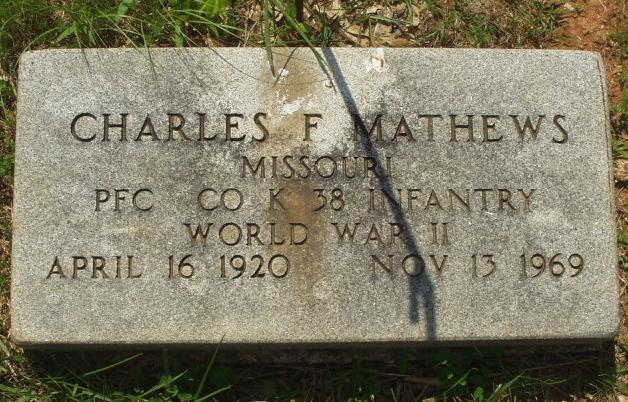 CHARLES F MATHEWS
MISSOURI
PFC CO K 38 INFANTRY
WORLD WAR II
APRIL 16 1920 NOV 13 1969